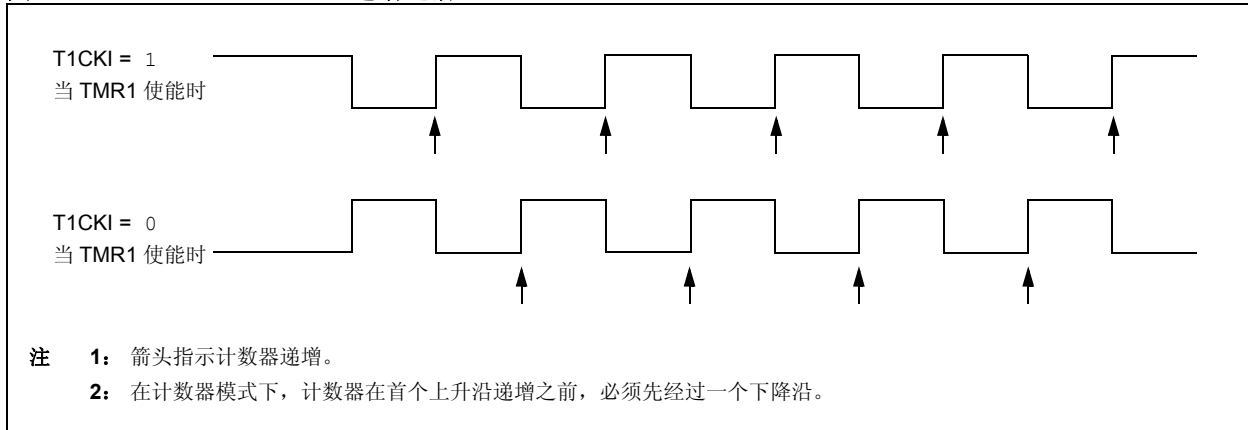 T1CKI = 1
当 TMR1 使能时
T1CKI = 0
当 TMR1 使能时
注 1： 箭头指示计数器递增。
2： 在计数器模式下，计数器在首个上升沿递增之前，必须先经过一个下降沿。